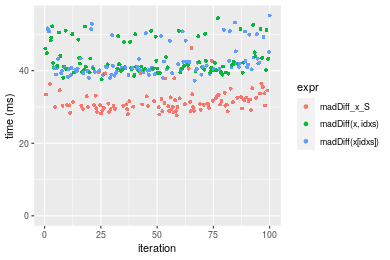 time (ms)
40
20
0
0
25
50
75
100
iteration
expr
madDiff_x_S
madDiff(x, idxs)
madDiff(x[idxs])